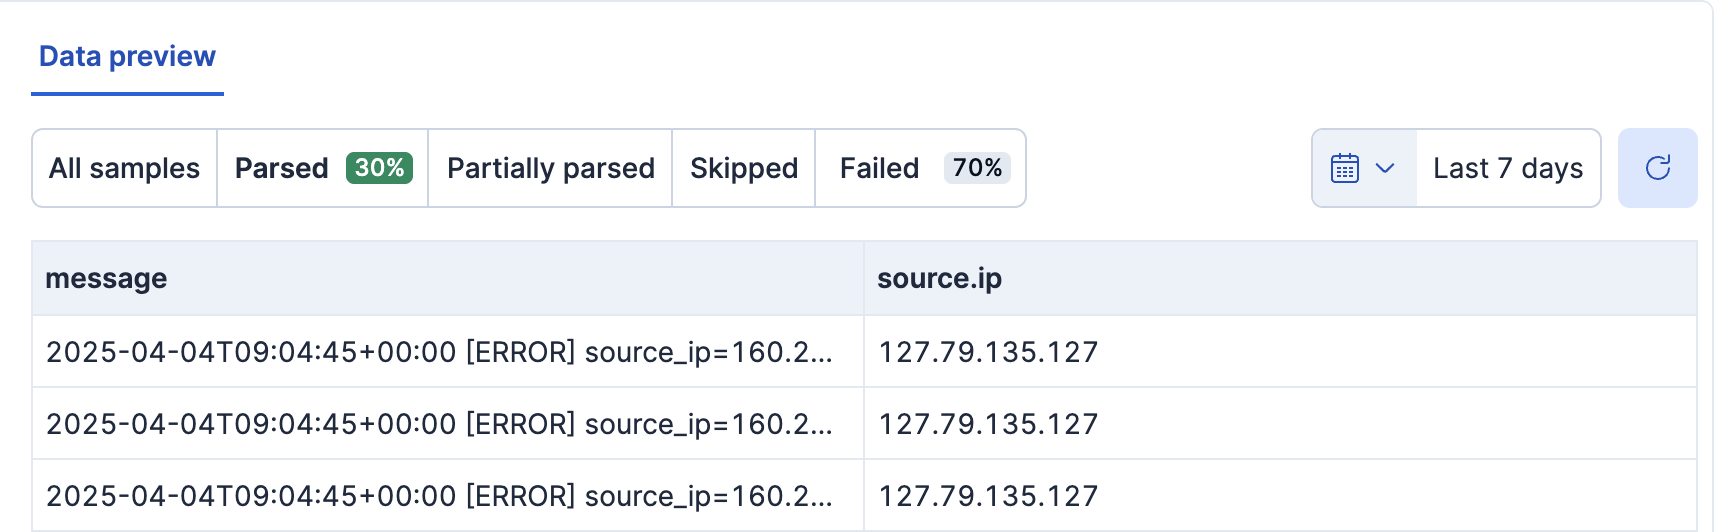 Data preview
All samples Parsed 30% Partially parsed Skipped Failed 70% Last 7 days
message source.ip
2025-04-04T09:04:45+00:00 [ERROR] source_ip=160.2... 127.79.135.127
2025-04-04T09:04:45+00:00 [ERROR] source_ip=160.2... 127.79.135.127
2025-04-04T09:04:45+00:00 [ERROR] source_ip=160.2... 127.79.135.127